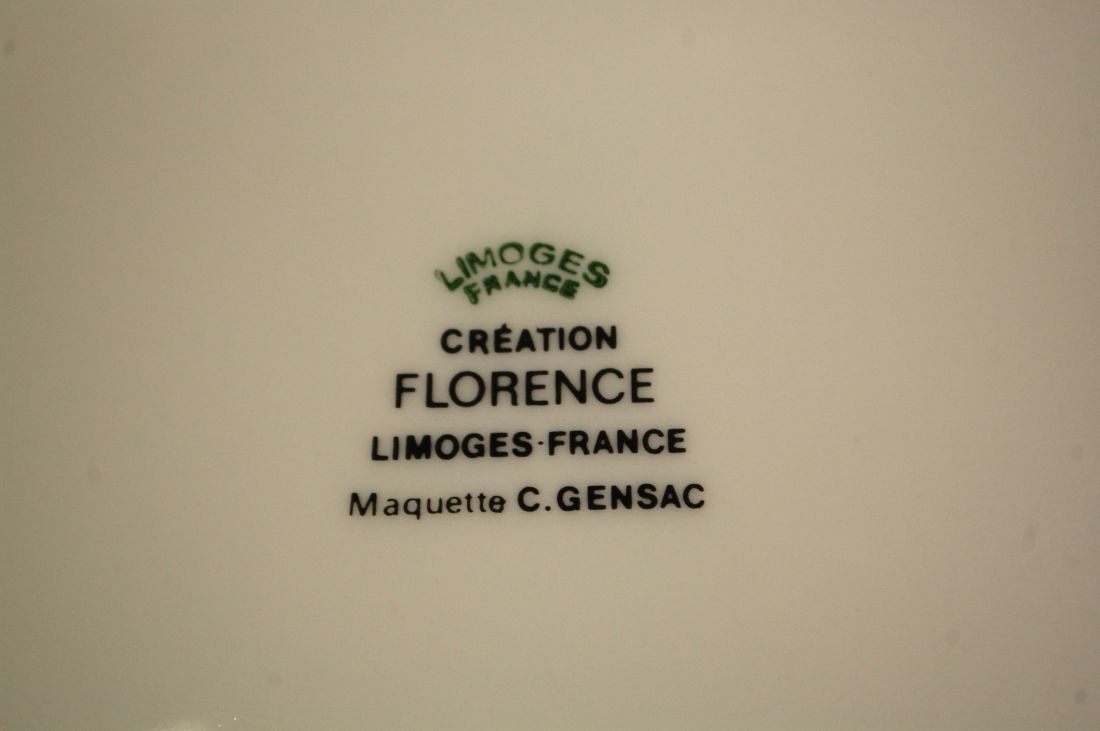 LIMOGES
FRANCE
CRÉATION
FLORENCE
LIMOGES-FRANCE
Maquette C.GENSAC